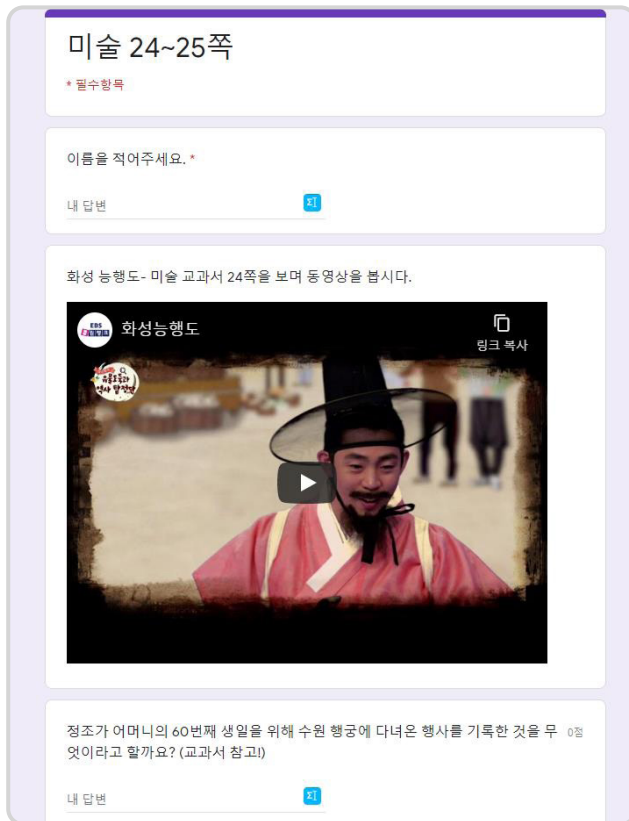 미술 24~25쪽
* 필수항목
이름을 적어주세요. *
내 답변
화성 능행도- 미술 교과서 24쪽을 보며 동영상을 봅시다.
EBS
화성능행도
링크 복사
정조가 어머니의 60번째 생일을 위해 수원 행궁에 다녀온 행사를 기록한 것을 무
0점
엇이라고 할까요? (교과서 참고!)
내 답변